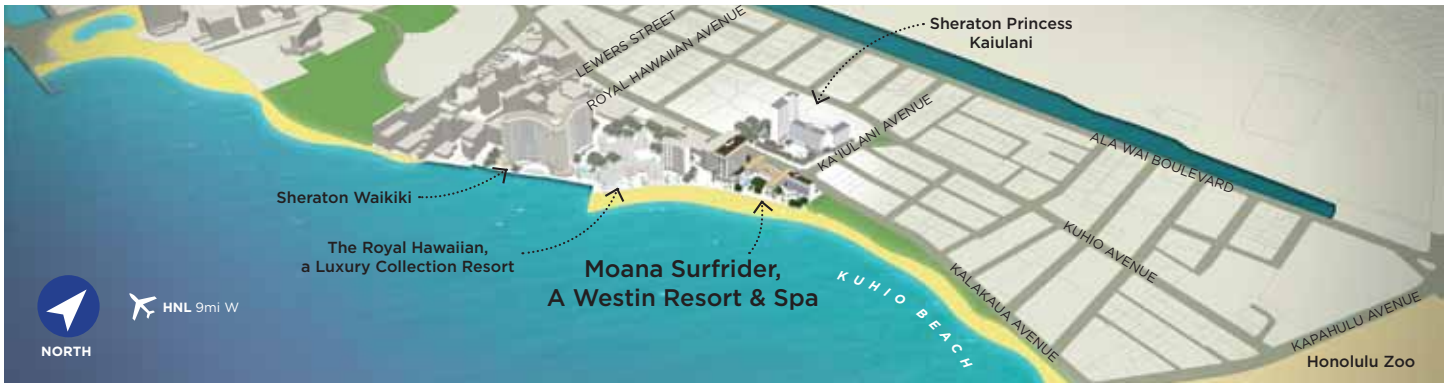 LEWERS STREET
ROYAL HAWAIIAN AVENUE
Sheraton Princess
Kaiulani
KA'IULANI AVENUE
ALA WAI BOULEVARD
Sheraton Waikiki
The Royal Hawaiian,
a Luxury Collection Resort
Moana Surfrider,
A Westin Resort & Spa
KUHIO BEACH
KALAKAUA AVENUE
KUHIO AVENUE
KAPAHULU AVENUE
Honolulu Zoo
HNL 9mi W
NORTH